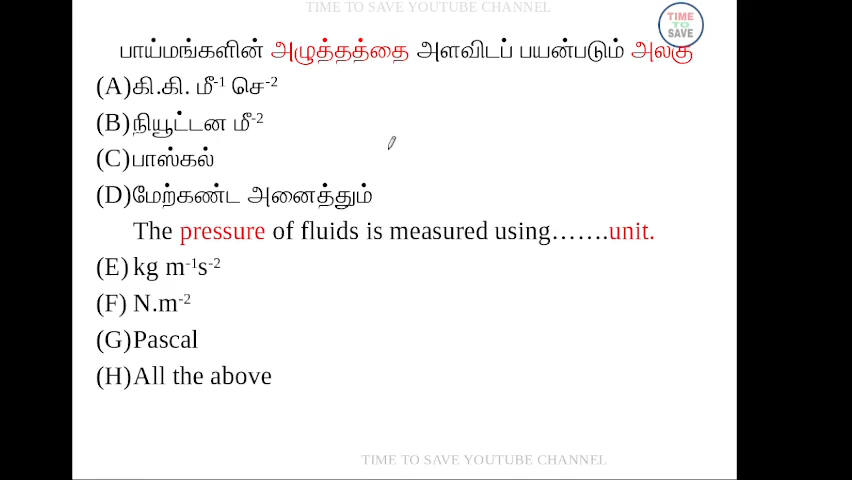 TIME TO SAVE YOUTUBE CHANNEL
TIME
TO
SAVE
பாய்மங்களின் அழுத்தத்தை அளவிடப் பயன்படும் அலகு
(A)கி.கி. மீ⁻¹ செ⁻²
(B)நியூட்டன மீ⁻²
(C)பாஸ்கல்
(D)மேற்கண்ட அனைத்தும்
The pressure of fluids is measured using…….unit.
(E) kg m⁻¹s⁻²
(F) N.m⁻²
(G)Pascal
(H)All the above
TIME TO SAVE YOUTUBE CHANNEL